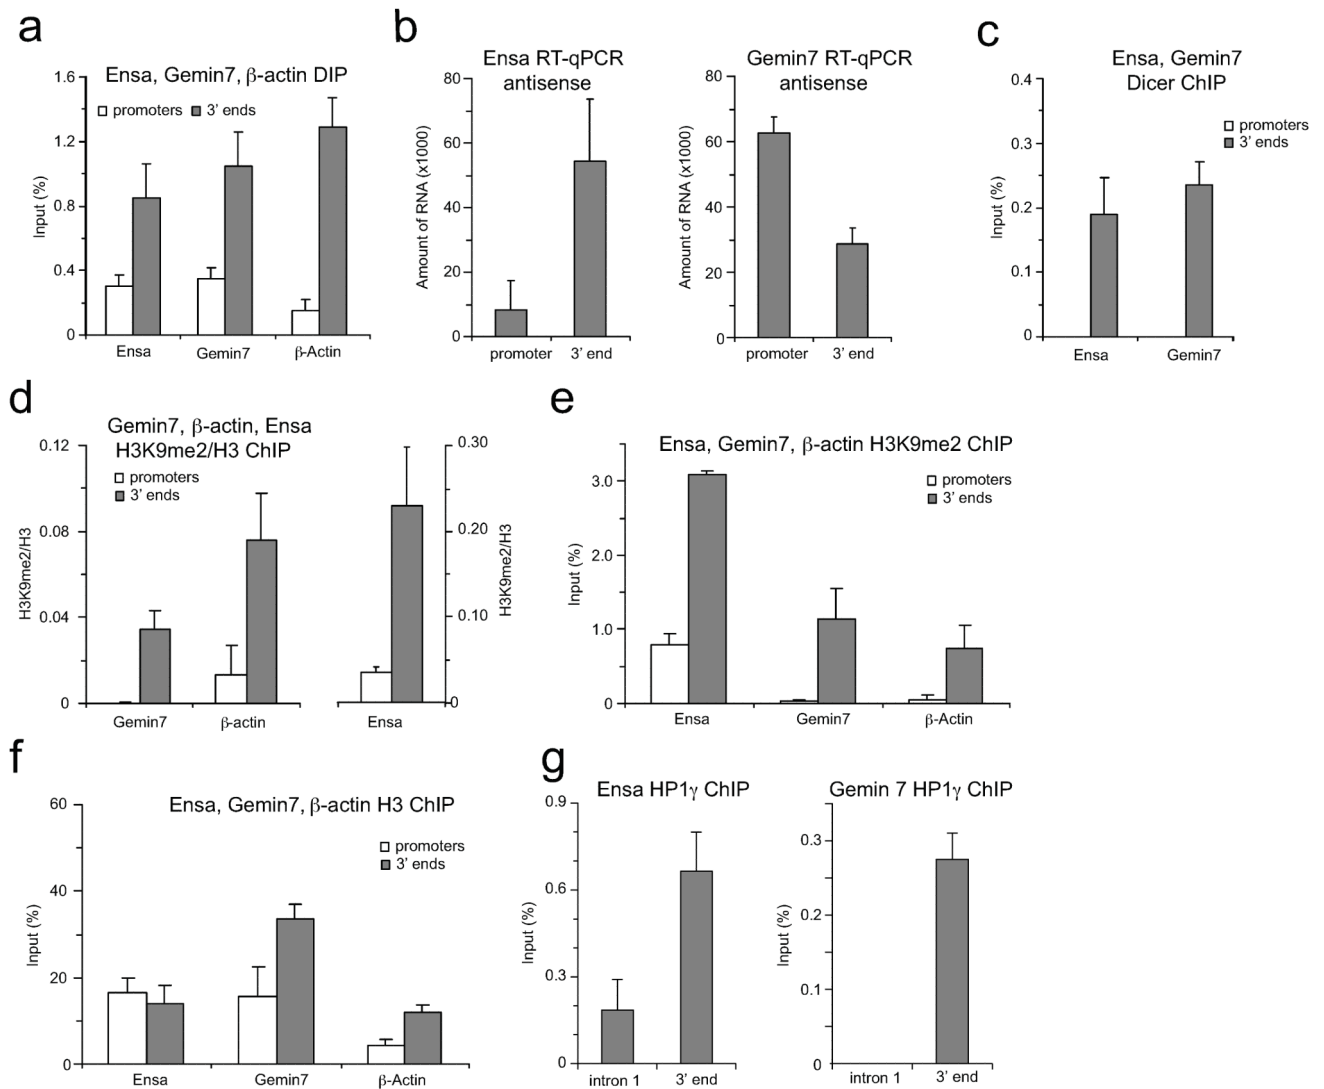 a
Ensa, Gemin7, β-actin DIP
promoters 3' ends
Input (%)
1.6
1.2
0.8
0.4
0
Ensa Gemin7 β-Actin
b
Ensa RT-qPCR
antisense
Amount of RNA (x1000)
80
60
40
20
0
promoter 3' end
Gemin7 RT-qPCR
antisense
Amount of RNA (x1000)
80
60
40
20
0
promoter 3' end
c
Ensa, Gemin7
Dicer ChIP
promoters
3' ends
Input (%)
0.4
0.3
0.2
0.1
0
Ensa Gemin7
d
Gemin7, β-actin, Ensa
H3K9me2/H3 ChIP
promoters
3' ends
H3K9me2/H3
0.12
0.08
0.04
0
Gemin7 β-actin
0.30
0.20
0.10
0
H3K9me2/H3
Ensa
e
Ensa, Gemin7, β-actin H3K9me2 ChIP
promoters
3' ends
Input (%)
3.0
2.0
1.0
0
Ensa Gemin7 β-Actin
f
Ensa, Gemin7, β-actin H3 ChIP
promoters
3' ends
Input (%)
60
40
20
0
Ensa Gemin7 β-Actin
g
Ensa HP1γ ChIP
Input (%)
0.9
0.6
0.3
0
intron 1 3' end
Gemin 7 HP1γ ChIP
Input (%)
0.3
0.2
0.1
0
intron 1 3' end